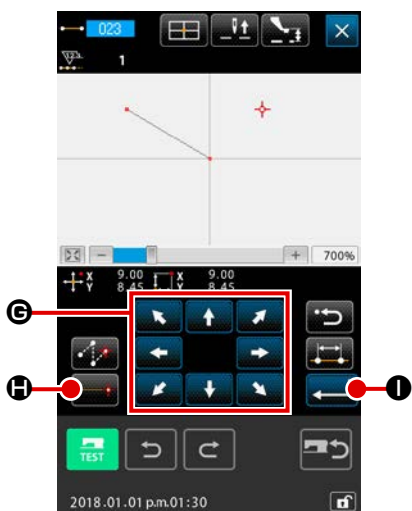 023
1
700%
X 9.00 X 9.00
Y 8.45 Y 8.45
G
H
I
TEST
2018.01.01 p.m.01:30